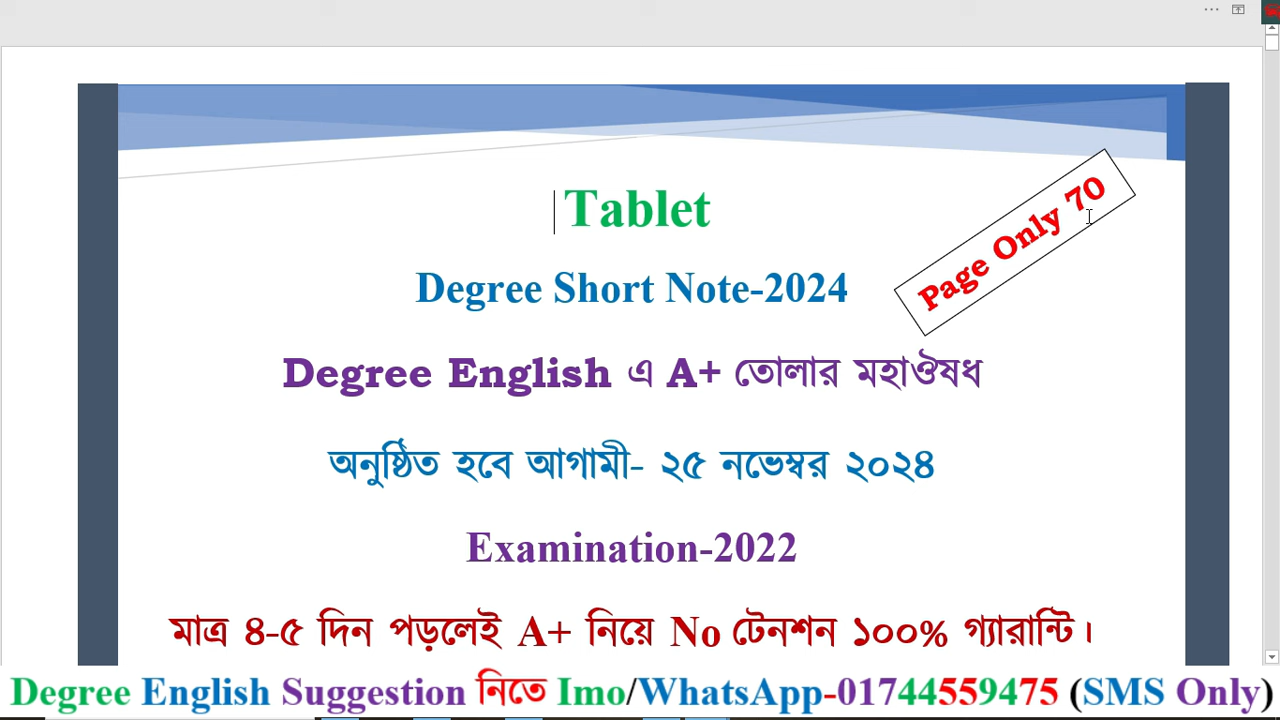 Tablet
Page Only 70
Degree Short Note-2024
Degree English এ A+ তোলার মহাঔষধ
অনুষ্ঠিত হবে আগামী- ২৫ নভেম্বর ২০২৪
Examination-2022
মাত্র ৪-৫ দিন পড়লেই A+ নিয়ে No টেনশন ১০০% গ্যারান্টি।
Degree English Suggestion নিতে Imo/WhatsApp-01744559475 (SMS Only)